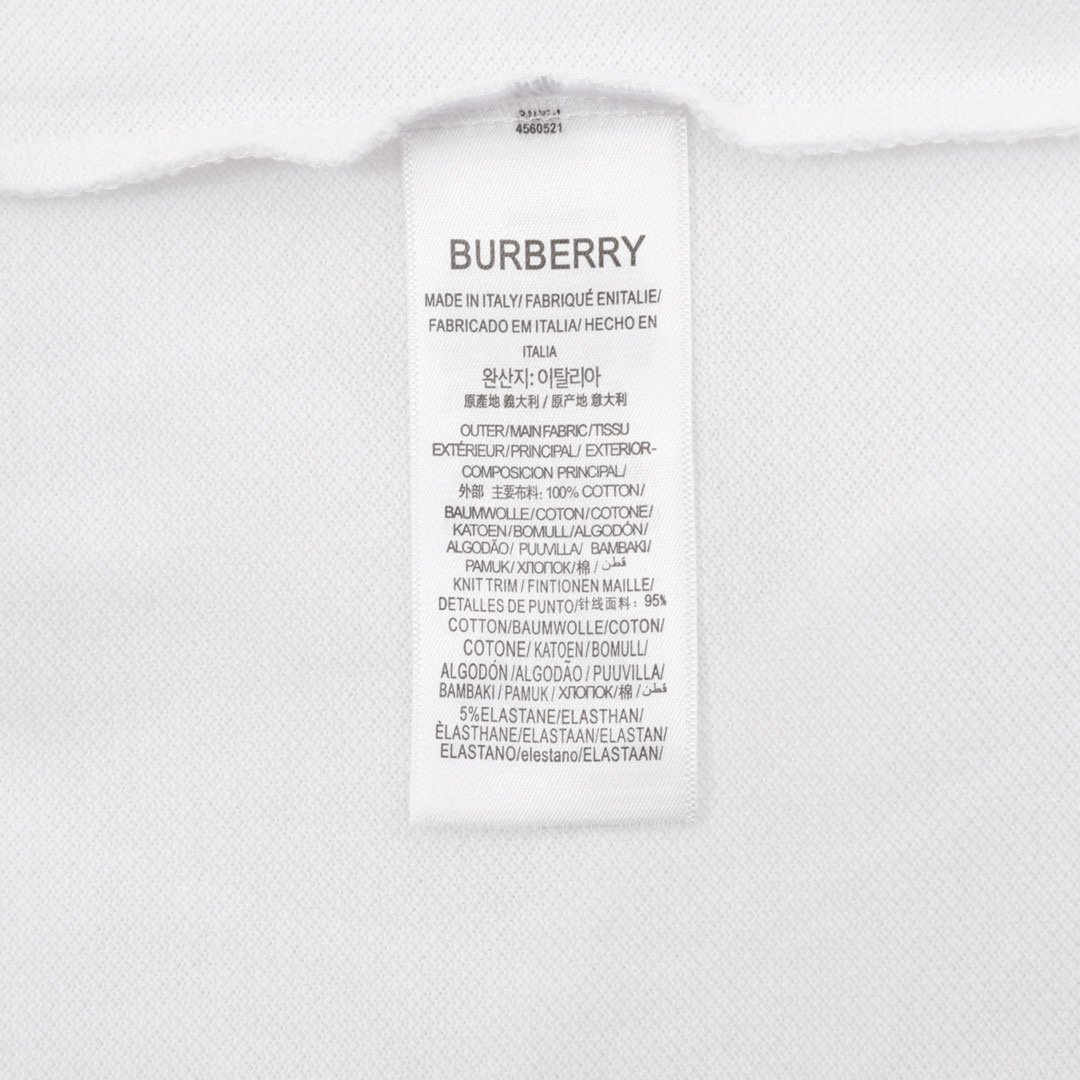 4560521
BURBERRY
MADE IN ITALY/ FABRIQUÉ ENITALIE/
FABRICADO EM ITALIA/ HECHO EN
ITALIA
완산지: 이탈리아
原產地 義大利 / 原产地 意大利
OUTER/MAIN FABRIC/TISSU
EXTÉRIEUR/PRINCIPAL/ EXTERIOR-
COMPOSICION PRINCIPAL/
外部 主要布料: 100% COTTON/
BAUMWOLLE/COTON/COTONE/
KATOEN/BOMULL/ALGODÓN/
ALGODÃO/ PUUVILLA/ BAMBAKI/
PAMUK/ХЛОПОК/棉/ قطن
KNIT TRIM / FINTIONEN MAILLE/
DETALLES DE PUNTO/针线面料: 95%
COTTON/BAUMWOLLE/COTON/
COTONE/ KATOEN/BOMULL/
ALGODÓN /ALGODÃO / PUUVILLA/
BAMBAKI / PAMUK / ХЛОПОК/棉 / قطن/
5%ELASTANE/ELASTHAN/
ÈLASTHANE/ELASTAAN/ELASTAN/
ELASTANO/elestano/ELASTAAN/